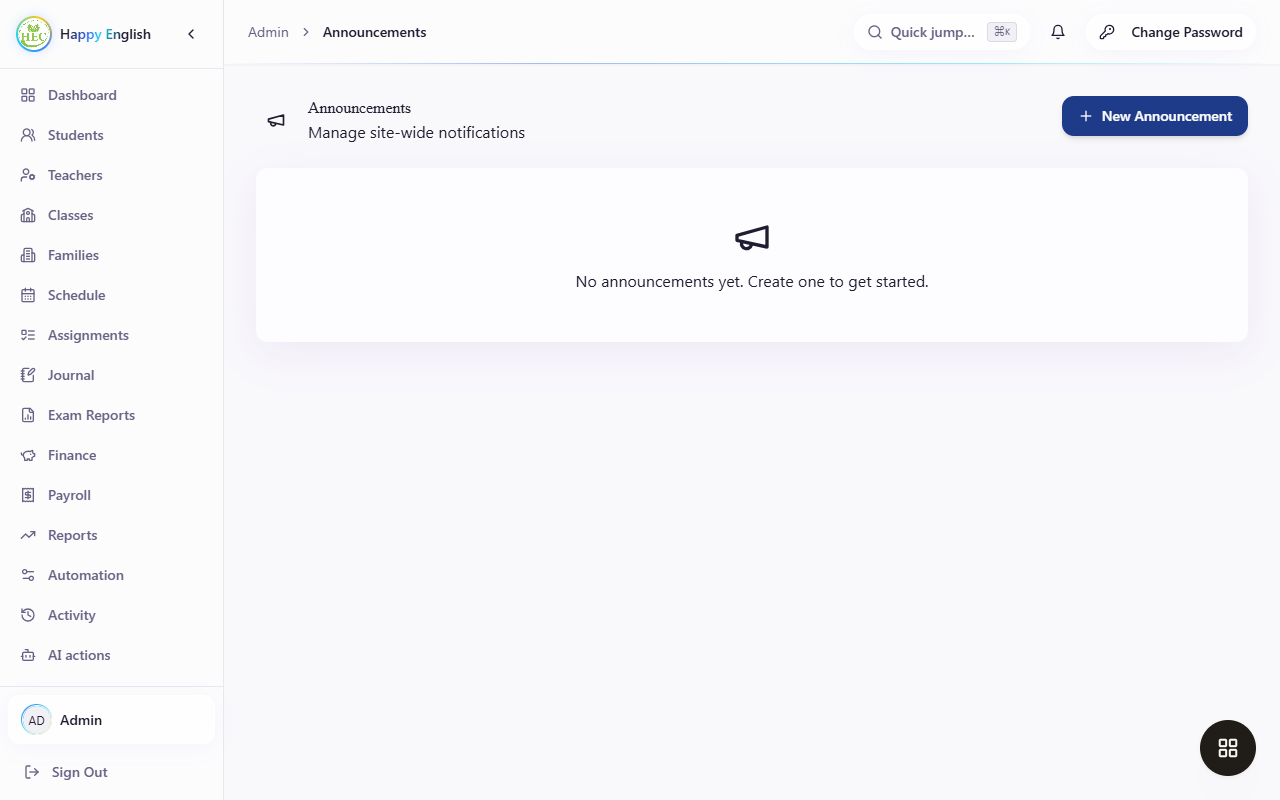 HEC
Happy English
Admin
Announcements
Quick jump...
⌘K
Change Password
Dashboard
Students
Teachers
Classes
Families
Schedule
Assignments
Journal
Exam Reports
Finance
Payroll
Reports
Automation
Activity
AI actions
AD
Admin
Sign Out
Announcements
Manage site-wide notifications
New Announcement
No announcements yet. Create one to get started.